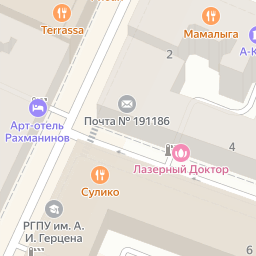 Terrassa
Мамалыга
2
А-К
Почта № 191186
Арт-отель
Рахманинов
Лазерный Доктор
4
Сулико
РГПУ им. А.
И. Герцена
6